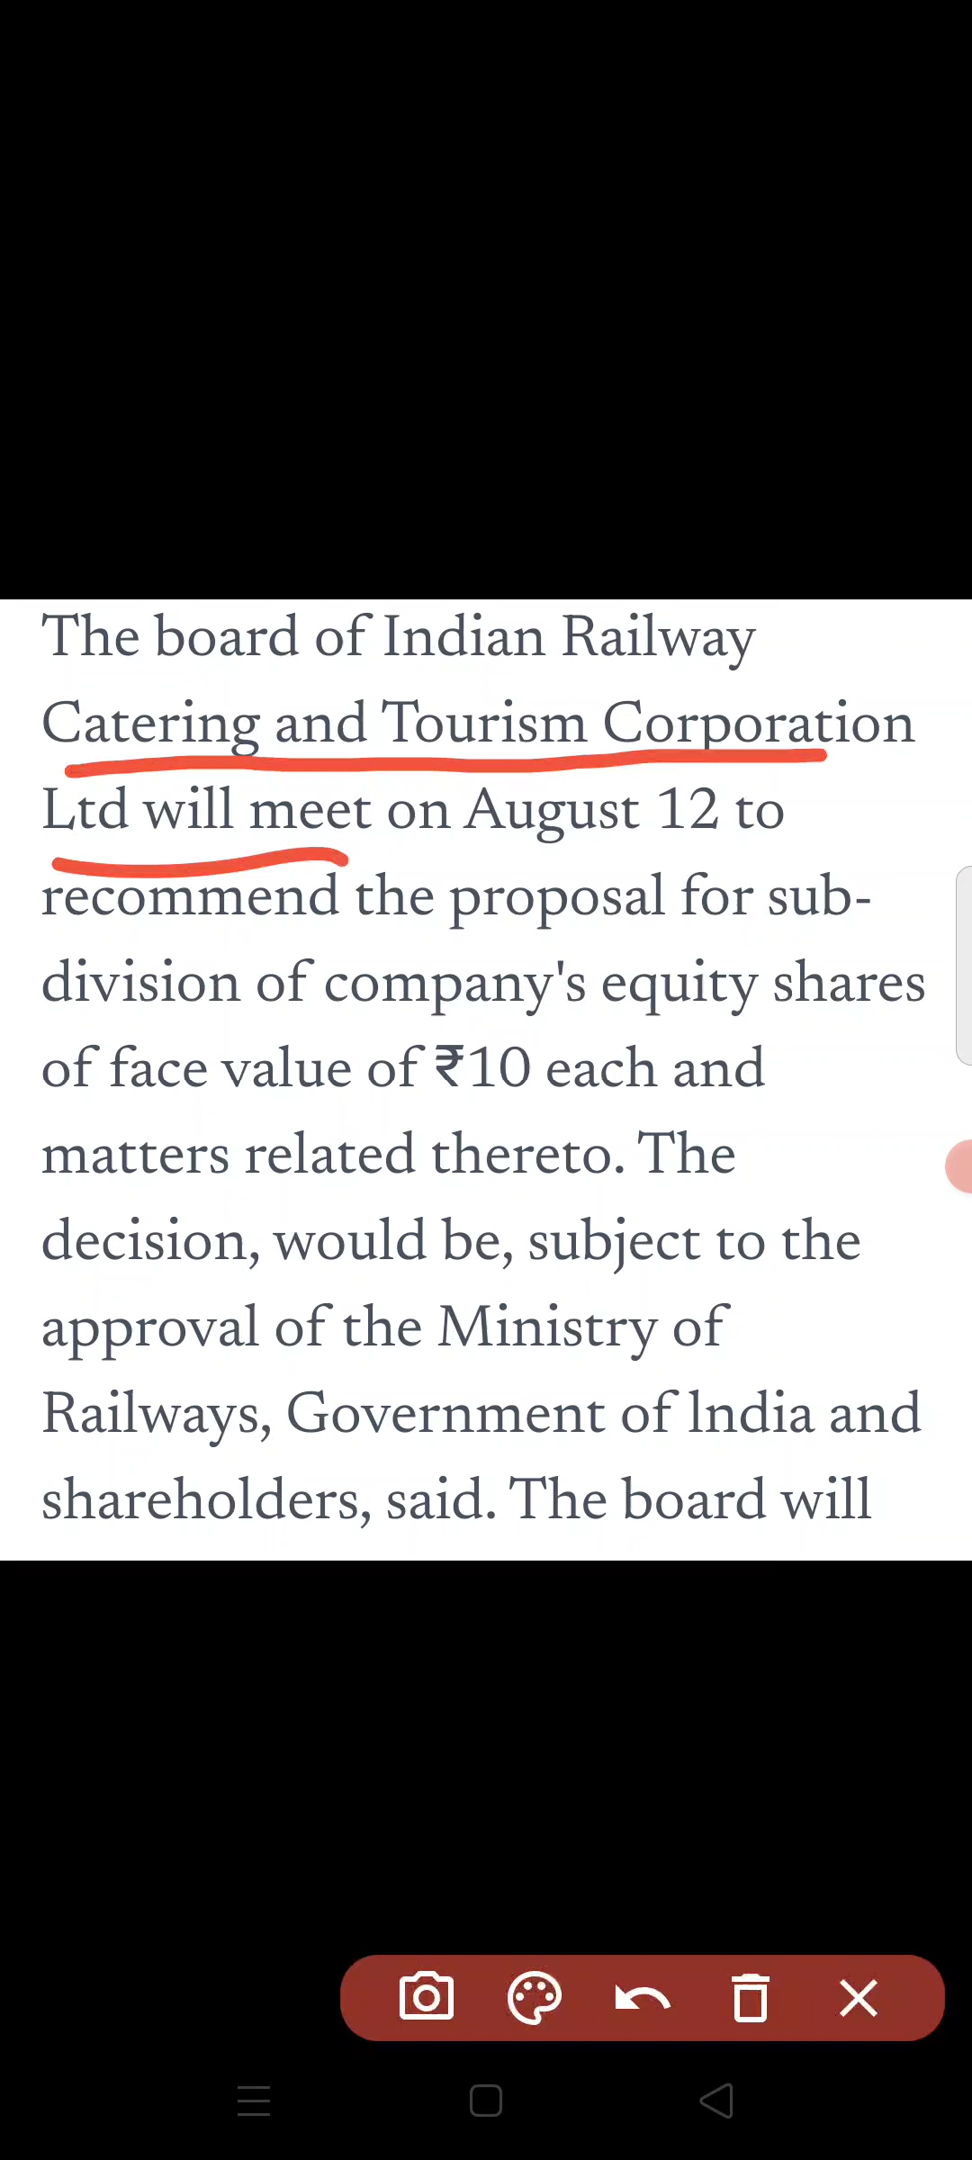 The board of Indian Railway
Catering and Tourism Corporation
Ltd will meet on August 12 to
recommend the proposal for sub-
division of company's equity shares
of face value of ₹10 each and
matters related thereto. The
decision, would be, subject to the
approval of the Ministry of
Railways, Government of lndia and
shareholders, said. The board will